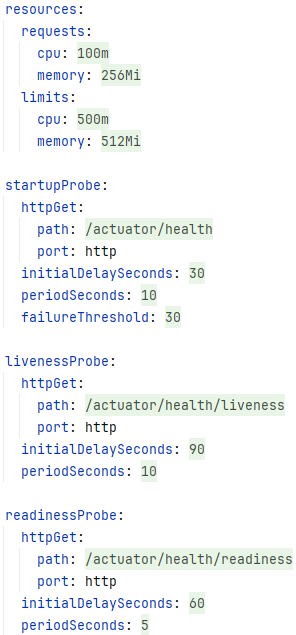 resources:
  requests:
    cpu: 100m
    memory: 256Mi
  limits:
    cpu: 500m
    memory: 512Mi

startupProbe:
  httpGet:
    path: /actuator/health
    port: http
  initialDelaySeconds: 30
  periodSeconds: 10
  failureThreshold: 30

livenessProbe:
  httpGet:
    path: /actuator/health/liveness
    port: http
  initialDelaySeconds: 90
  periodSeconds: 10

readinessProbe:
  httpGet:
    path: /actuator/health/readiness
    port: http
  initialDelaySeconds: 60
  periodSeconds: 5